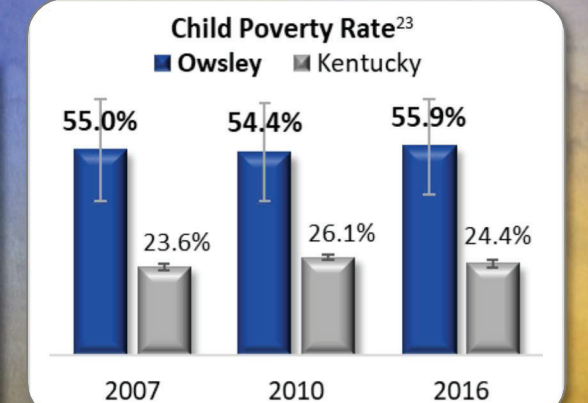 Child Poverty Rate23
Owsley Kentucky
55.0% 54.4% 55.9%
23.6% 26.1% 24.4%
2007 2010 2016